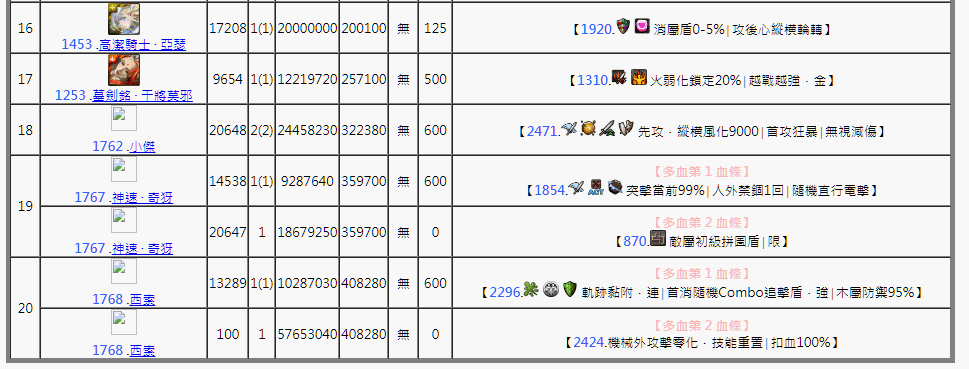 16
1453 .高潔騎士 · 亞瑟
17208 1(1) 20000000 200100 無 125
【1920. 消層盾0-5%|攻後心縱橫輪轉】
17
1253 .墓劍銘 · 干將莫邪
9654 1(1) 12219720 257100 無 500
【1310. 火弱化鎖定20%|越戰越強．金】
18
1762 .小傑
20648 2(2) 24458230 322380 無 600
【2471. 先攻．縱橫風化9000|首攻狂暴|無視減傷】
19
1767 .神速 · 奇犽
14538 1(1) 9287640 359700 無 600
【多血第 1 血條】
【1854. 突擊當前99%|人外禁錮1回|隨機直行電擊】
1767 .神速 · 奇犽
20647 1 18679250 359700 無 0
【多血第 2 血條】
【870. 敵屬初級拼圖盾|限】
20
1768 .西索
13289 1(1) 10287030 408280 無 600
【多血第 1 血條】
【2296. 軌跡黏附．連|首消隨機Combo追擊盾．強|木屬防禦95%】
1768 .西索
100 1 57653040 408280 無 0
【多血第 2 血條】
【2424.機械外攻擊零化．技能重置|扣血100%】